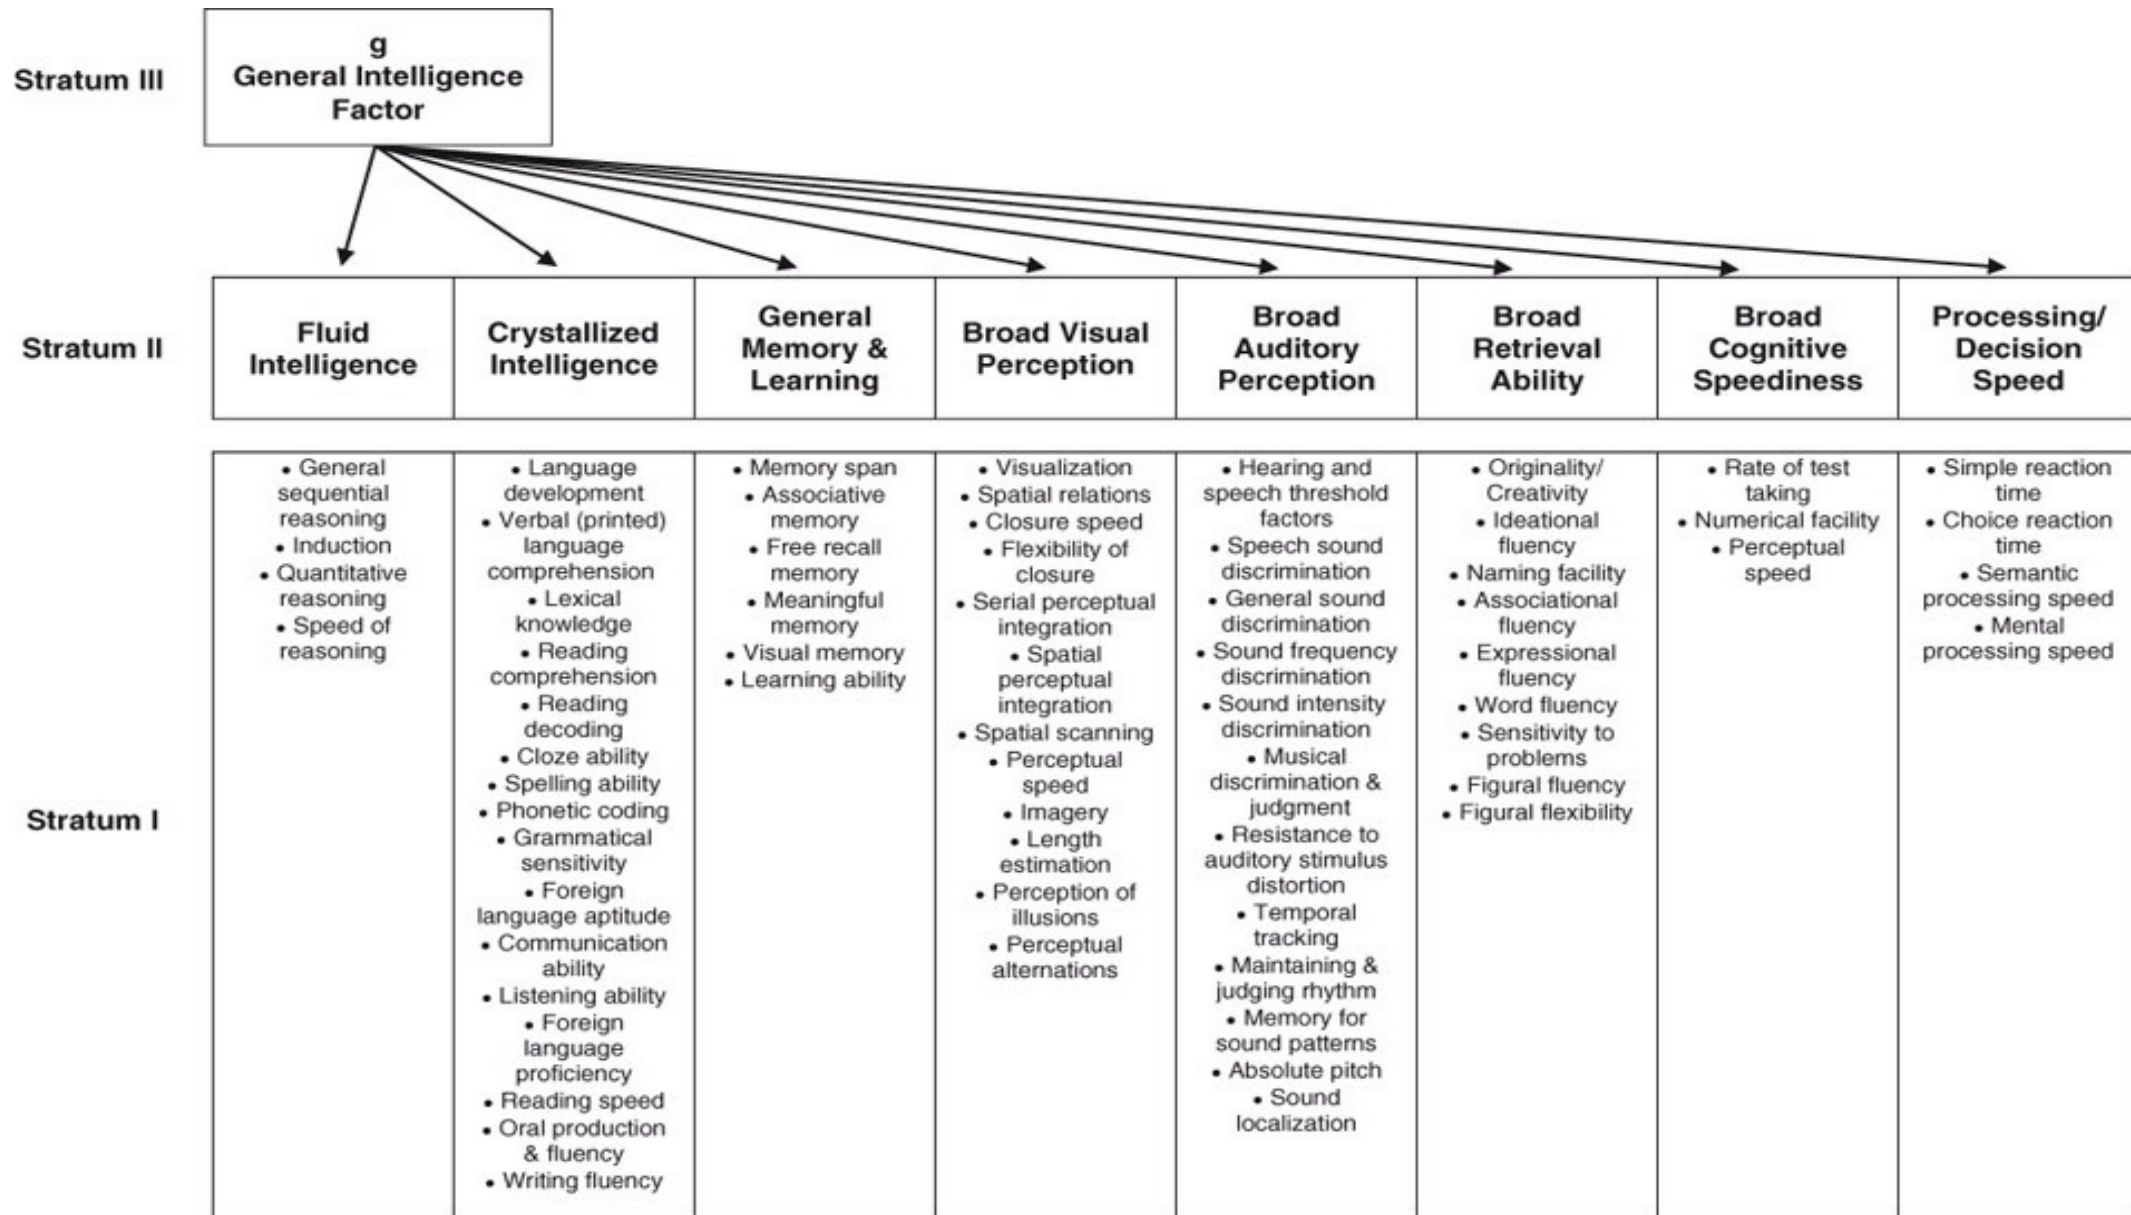 g
General Intelligence
Factor
Stratum III
Stratum II
Fluid
Intelligence
Crystallized
Intelligence
General
Memory &
Learning
Broad Visual
Perception
Broad
Auditory
Perception
Broad
Retrieval
Ability
Broad
Cognitive
Speediness
Processing/
Decision
Speed
Stratum I
• General
sequential
reasoning
• Induction
• Quantitative
reasoning
• Speed of
reasoning
• Language
development
• Verbal (printed)
language
comprehension
• Lexical
knowledge
• Reading
comprehension
• Reading
decoding
• Cloze ability
• Spelling ability
• Phonetic coding
• Grammatical
sensitivity
• Foreign
language aptitude
• Communication
ability
• Listening ability
• Foreign
language
proficiency
• Reading speed
• Oral production
& fluency
• Writing fluency
• Memory span
• Associative
memory
• Free recall
memory
• Meaningful
memory
• Visual memory
• Learning ability
• Visualization
• Spatial relations
• Closure speed
• Flexibility of
closure
• Serial perceptual
integration
• Spatial
perceptual
integration
• Spatial scanning
• Perceptual
speed
• Imagery
• Length
estimation
• Perception of
illusions
• Perceptual
alternations
• Hearing and
speech threshold
factors
• Speech sound
discrimination
• General sound
discrimination
• Sound frequency
discrimination
• Sound intensity
discrimination
• Musical
discrimination &
judgment
• Resistance to
auditory stimulus
distortion
• Temporal
tracking
• Maintaining &
judging rhythm
• Memory for
sound patterns
• Absolute pitch
• Sound
localization
• Originality/
Creativity
• Ideational
fluency
• Naming facility
• Associational
fluency
• Expressional
fluency
• Word fluency
• Sensitivity to
problems
• Figural fluency
• Figural flexibility
• Rate of test
taking
• Numerical facility
• Perceptual
speed
• Simple reaction
time
• Choice reaction
time
• Semantic
processing speed
• Mental
processing speed